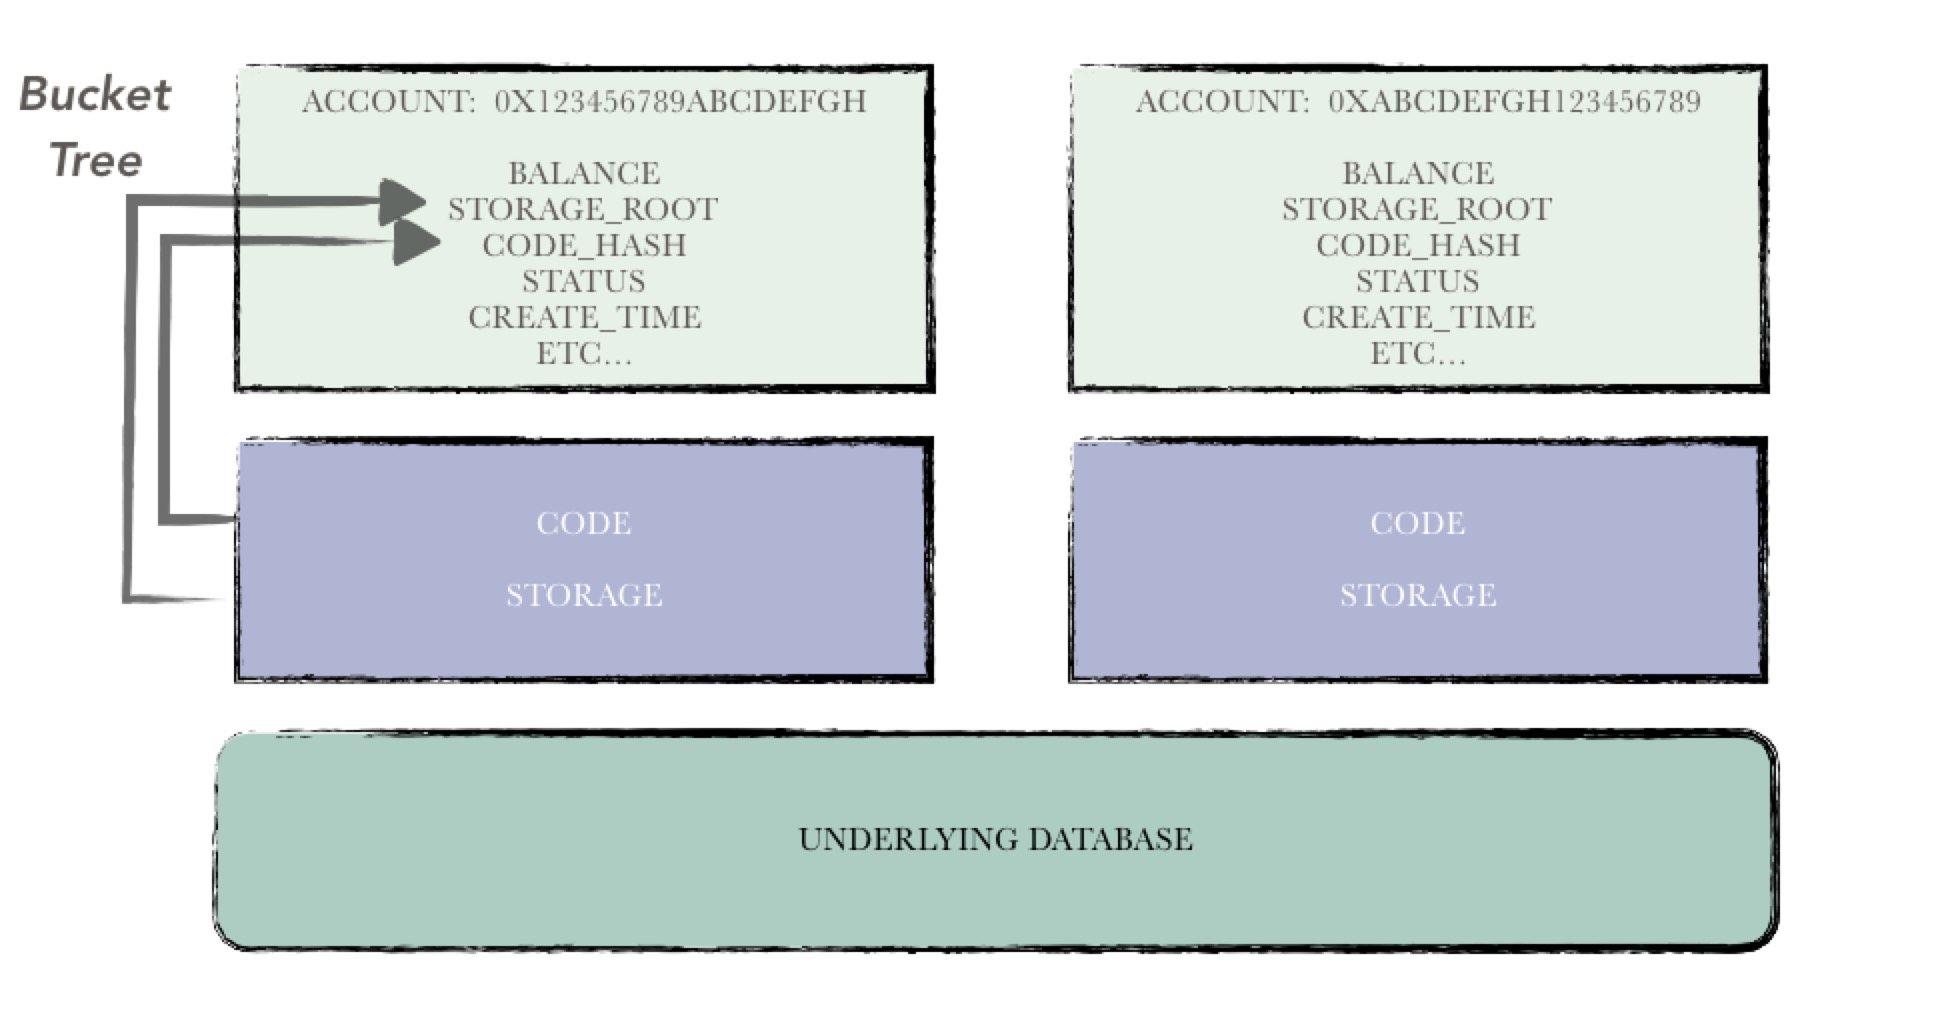 Bucket
Tree
ACCOUNT: 0X123456789ABCDEFGH
BALANCE
STORAGE_ROOT
CODE_HASH
STATUS
CREATE_TIME
ETC...
ACCOUNT: 0XABCDEFGH123456789
BALANCE
STORAGE_ROOT
CODE_HASH
STATUS
CREATE_TIME
ETC...
CODE
STORAGE
CODE
STORAGE
UNDERLYING DATABASE